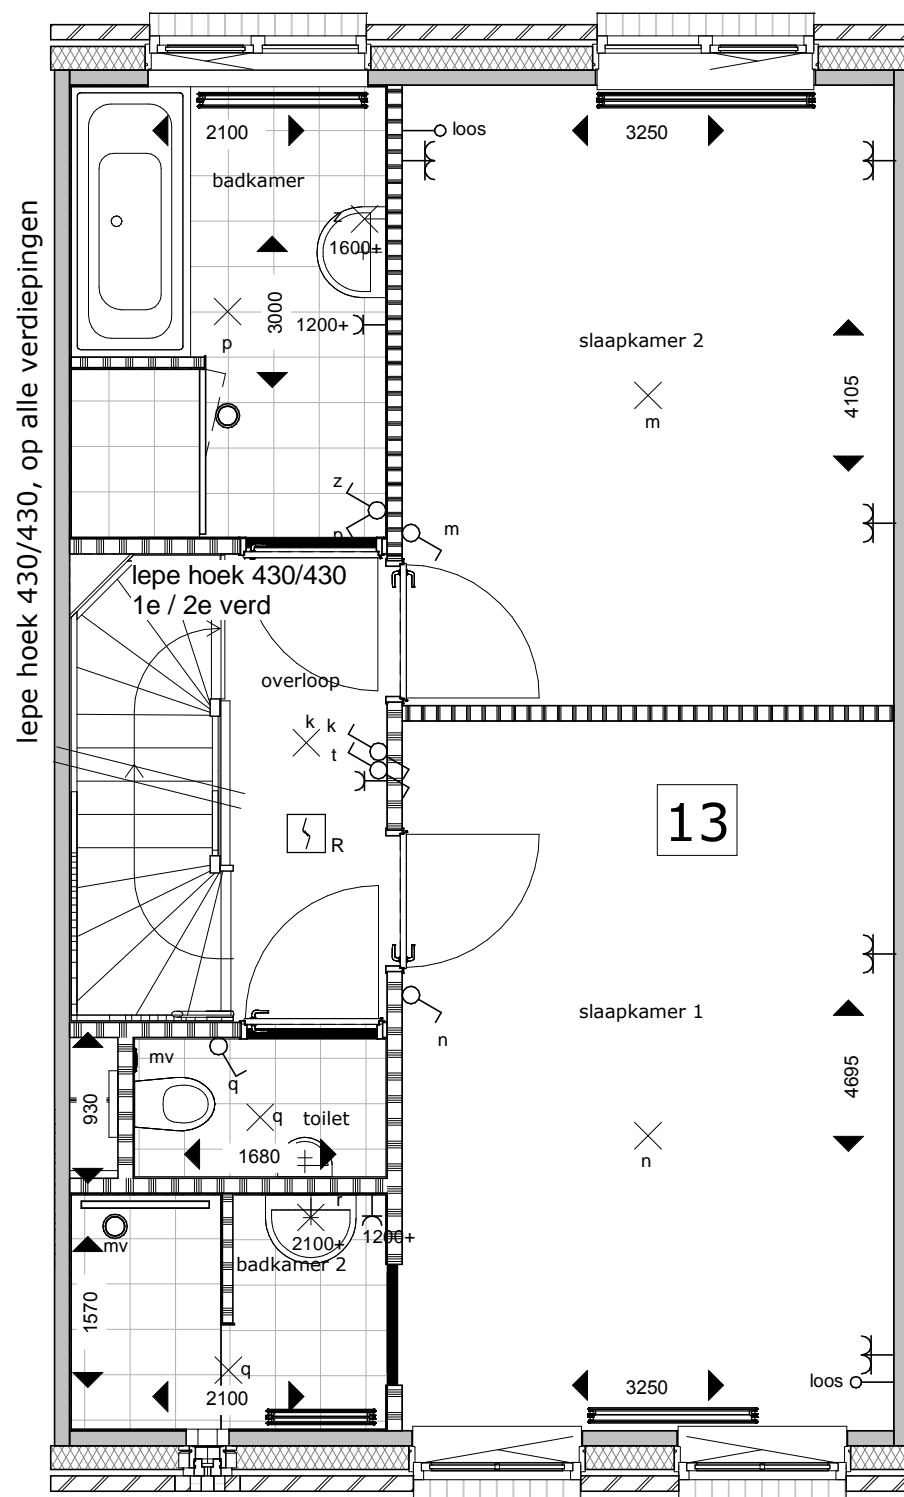 2100
loos
3250
badkamer
z
1600+
3000
1200+
p
slaapkamer 2
4105
m
lepe hoek 430/430, op alle verdiepingen
z
p
m
lepe hoek 430/430
1e / 2e verd
overloop
k
k
t
13
R
slaapkamer 1
n
4695
mv
q
930
q
toilet
1680
n
r
mv
2100+
1200+
badkamer 2
1570
q
2100
3250
loos